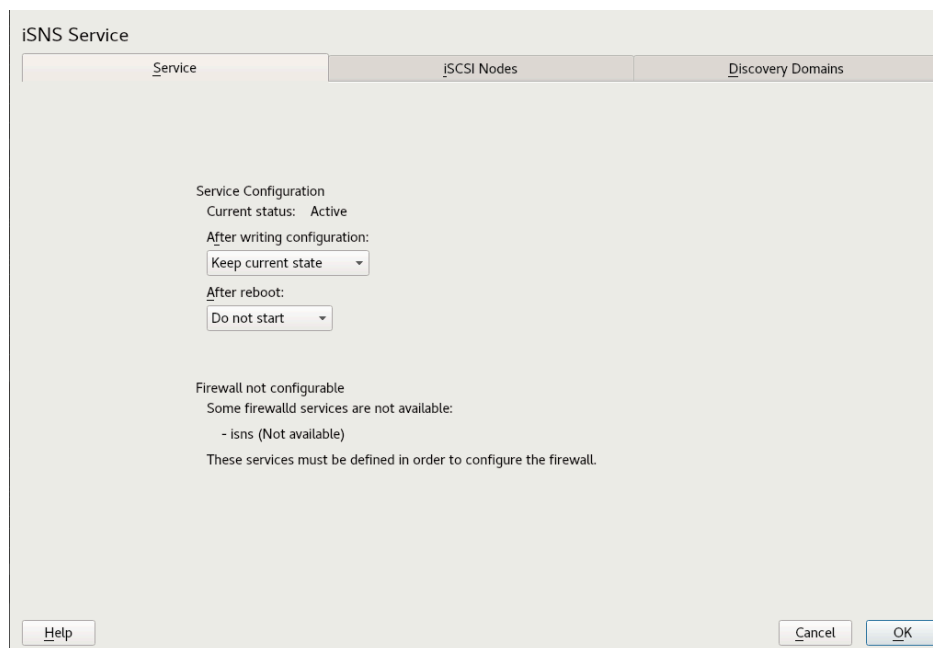 iSNS Service
Service iSCSI Nodes Discovery Domains
Service Configuration
Current status: Active
After writing configuration:
Keep current state
After reboot:
Do not start
Firewall not configurable
Some firewalld services are not available:
- isns (Not available)
These services must be defined in order to configure the firewall.
Help Cancel OK